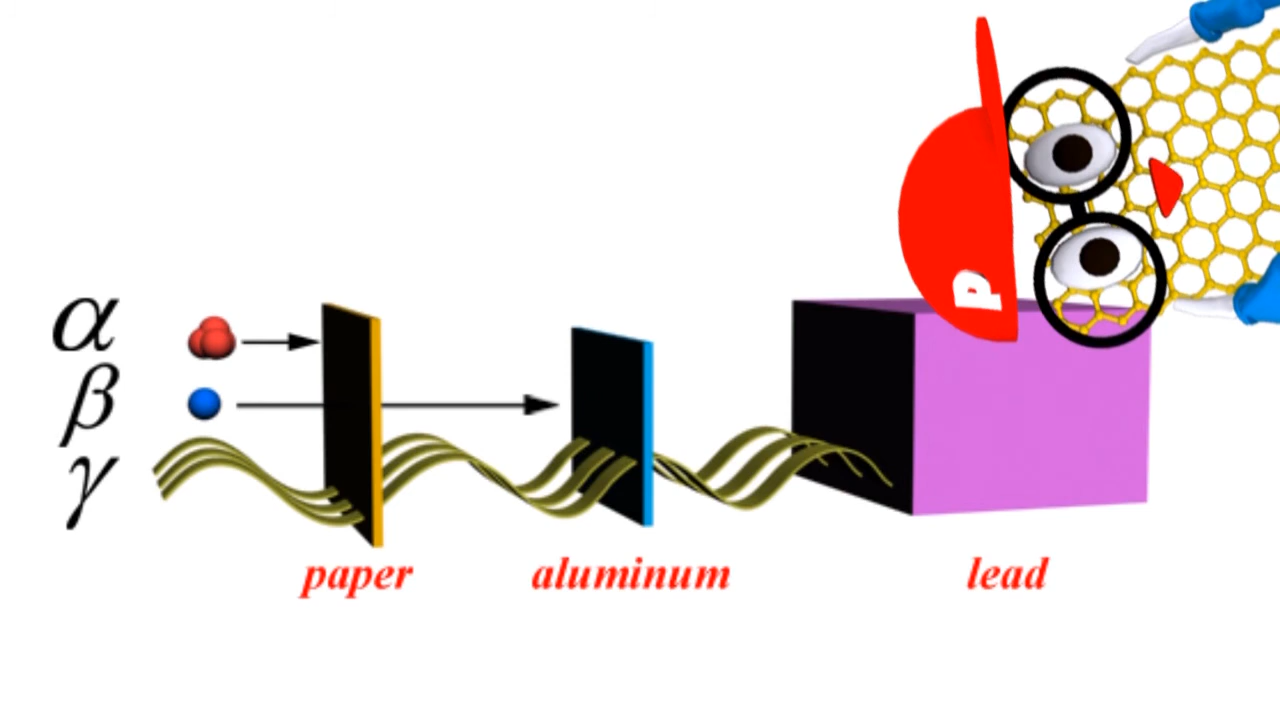 α
β
γ
P
paper aluminum lead